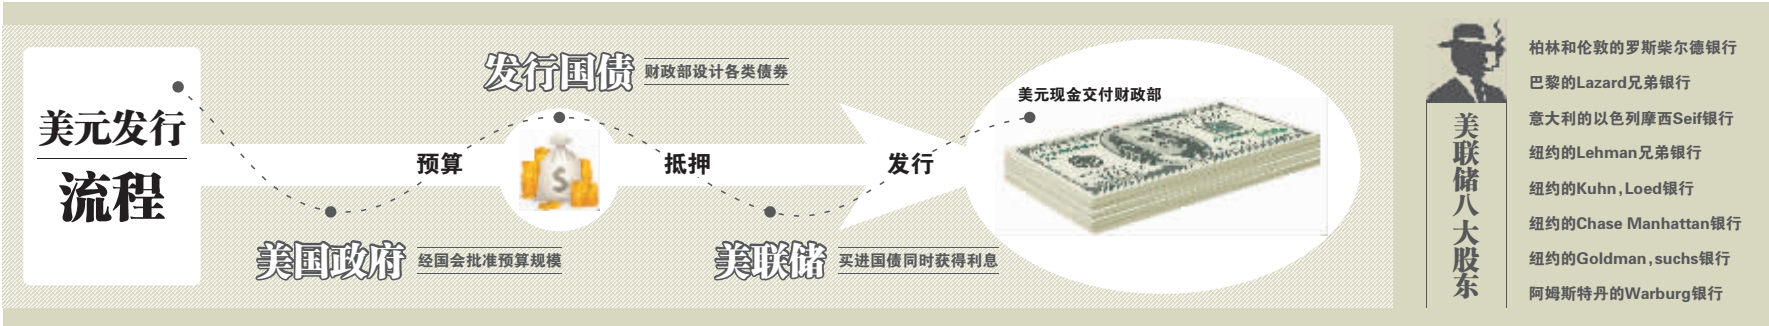 美元发行
流程
美国政府
经国会批准预算规模
预算
发行国债
财政部设计各类债券
抵押
美联储
买进国债同时获得利息
发行
美元现金交付财政部
美联储八大股东
柏林和伦敦的罗斯柴尔德银行
巴黎的Lazard兄弟银行
意大利的以色列摩西Seif银行
纽约的Lehman兄弟银行
纽约的Kuhn,Loed银行
纽约的Chase Manhattan银行
纽约的Goldman,suchs银行
阿姆斯特丹的Warburg银行
$